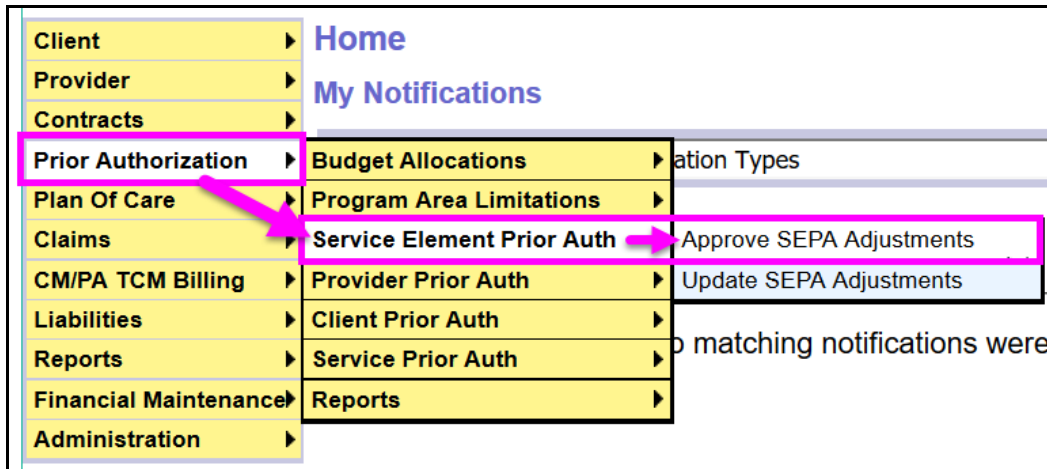 Home
My Notifications
Client
Provider
Contracts
Prior Authorization
Plan Of Care
Claims
CM/PA TCM Billing
Liabilities
Reports
Financial Maintenance
Administration
Budget Allocations
Program Area Limitations
Service Element Prior Auth
Provider Prior Auth
Client Prior Auth
Service Prior Auth
Reports
Approve SEPA Adjustments
Update SEPA Adjustments
ation Types
matching notifications were